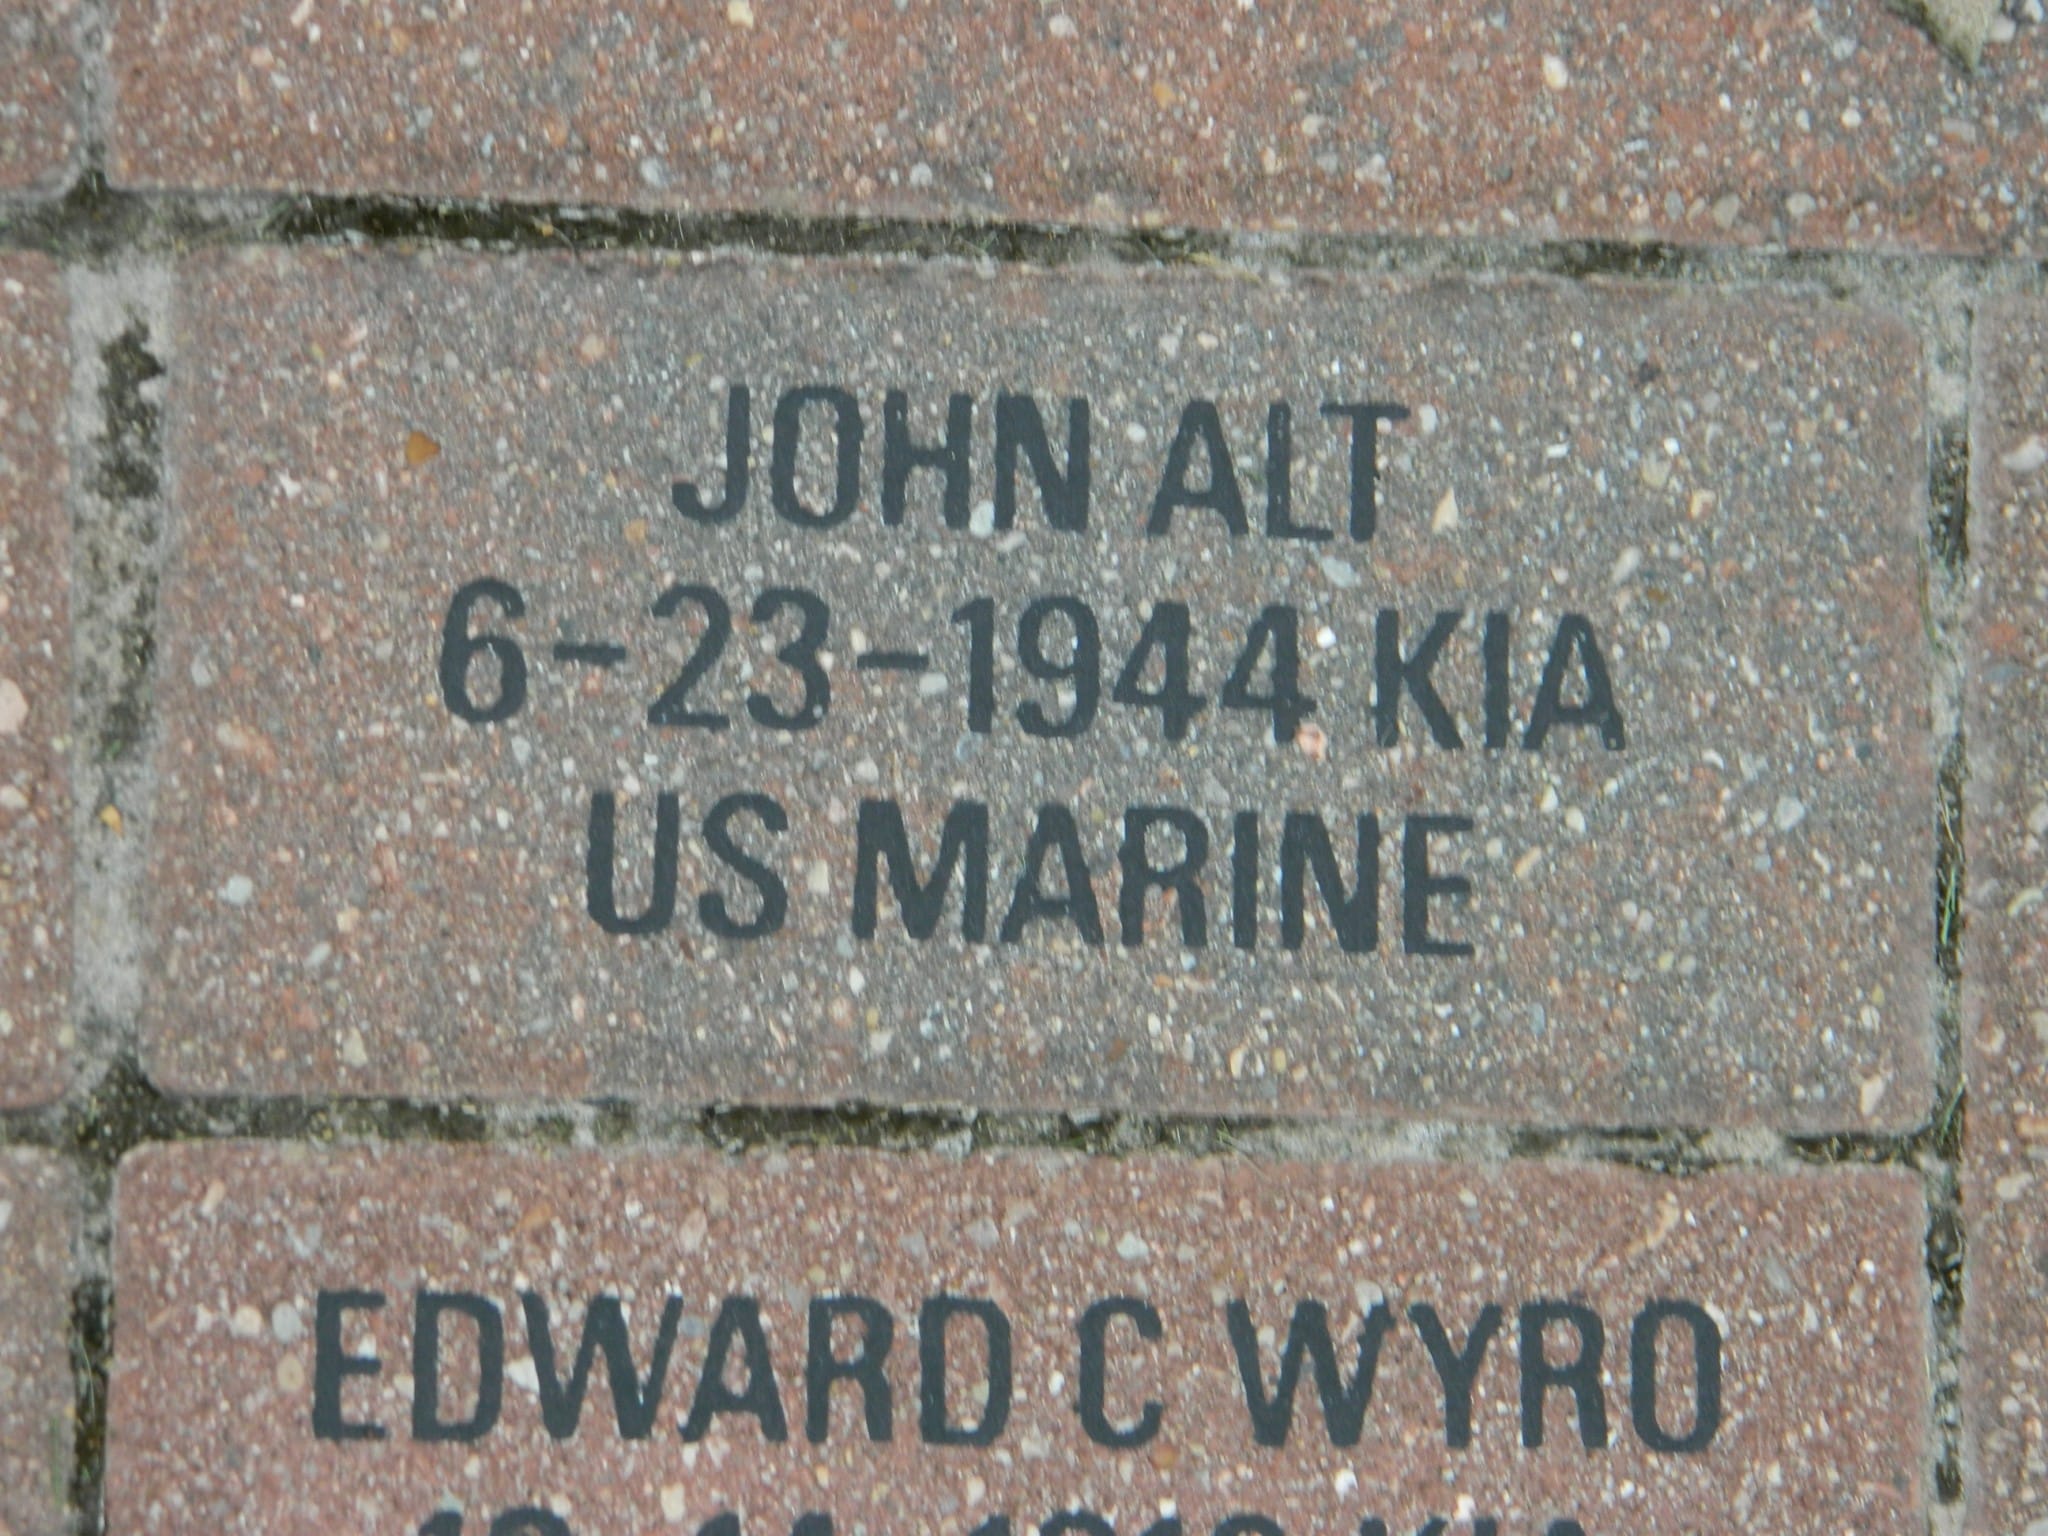 JOHN ALT
6-23-1944 KIA
US MARINE
EDWARD C WYRO